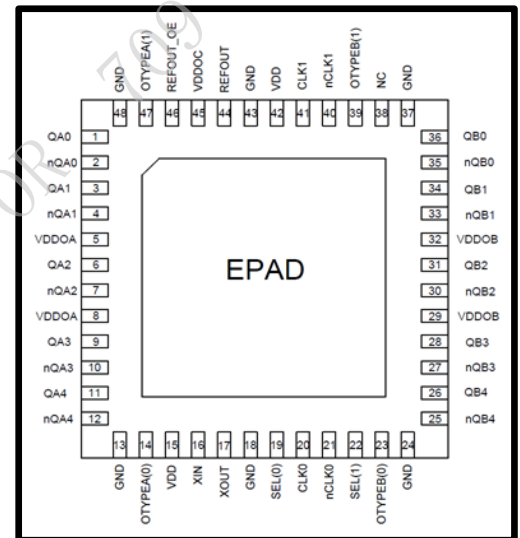 GND
OTYPEA(1)
REFOUT_OE
VDDOC
REFOUT
GND
VDD
CLK1
nCLK1
OTYPEB(1)
NC
GND
48 47 46 45 44 43 42 41 40 39 38 37
QA0 1 36 QB0
nQA0 2 35 nQB0
QA1 3 34 QB1
nQA1 4 33 nQB1
VDDOA 5 32 VDDOB
QA2 6 31 QB2
nQA2 7 30 nQB2
VDDOA 8 29 VDDOB
QA3 9 28 QB3
nQA3 10 27 nQB3
QA4 11 26 QB4
nQA4 12 25 nQB4
EPAD
13 14 15 16 17 18 19 20 21 22 23 24
GND
OTYPEA(0)
VDD
XIN
XOUT
GND
SEL(0)
CLK0
nCLK0
SEL(1)
OTYPEB(0)
GND
OR 709